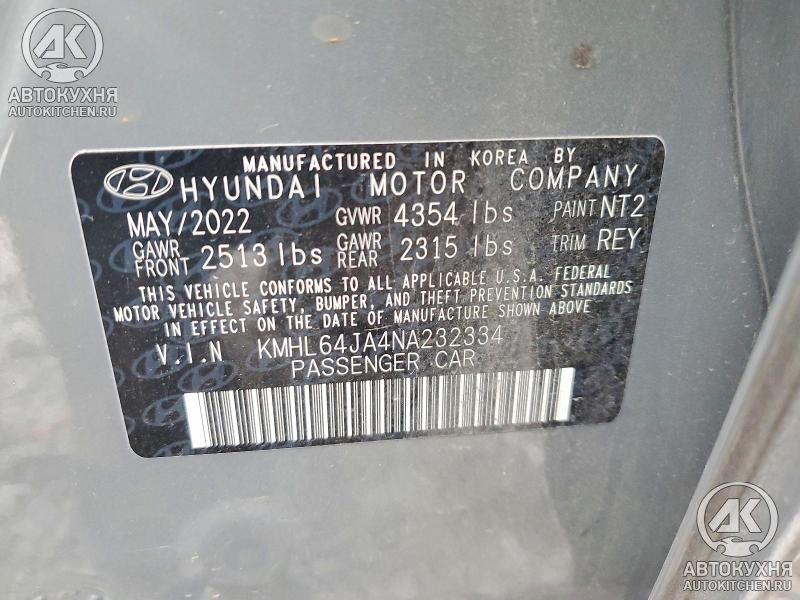 АК
АВТОКУХНЯ
AUTOKITCHEN.RU
MANUFACTURED IN KOREA BY
HYUNDAI MOTOR COMPANY
MAY/2022 GVWR 4354 lbs PAINT NT2
GAWR FRONT 2513 lbs GAWR REAR 2315 lbs TRIM REY
THIS VEHICLE CONFORMS TO ALL APPLICABLE U.S.A. FEDERAL
MOTOR VEHICLE SAFETY, BUMPER, AND THEFT PREVENTION STANDARDS
IN EFFECT ON THE DATE OF MANUFACTURE SHOWN ABOVE
V.I.N KMHL64JA4NA232334
PASSENGER CAR
АК
АВТОКУХНЯ
AUTOKITCHEN.RU